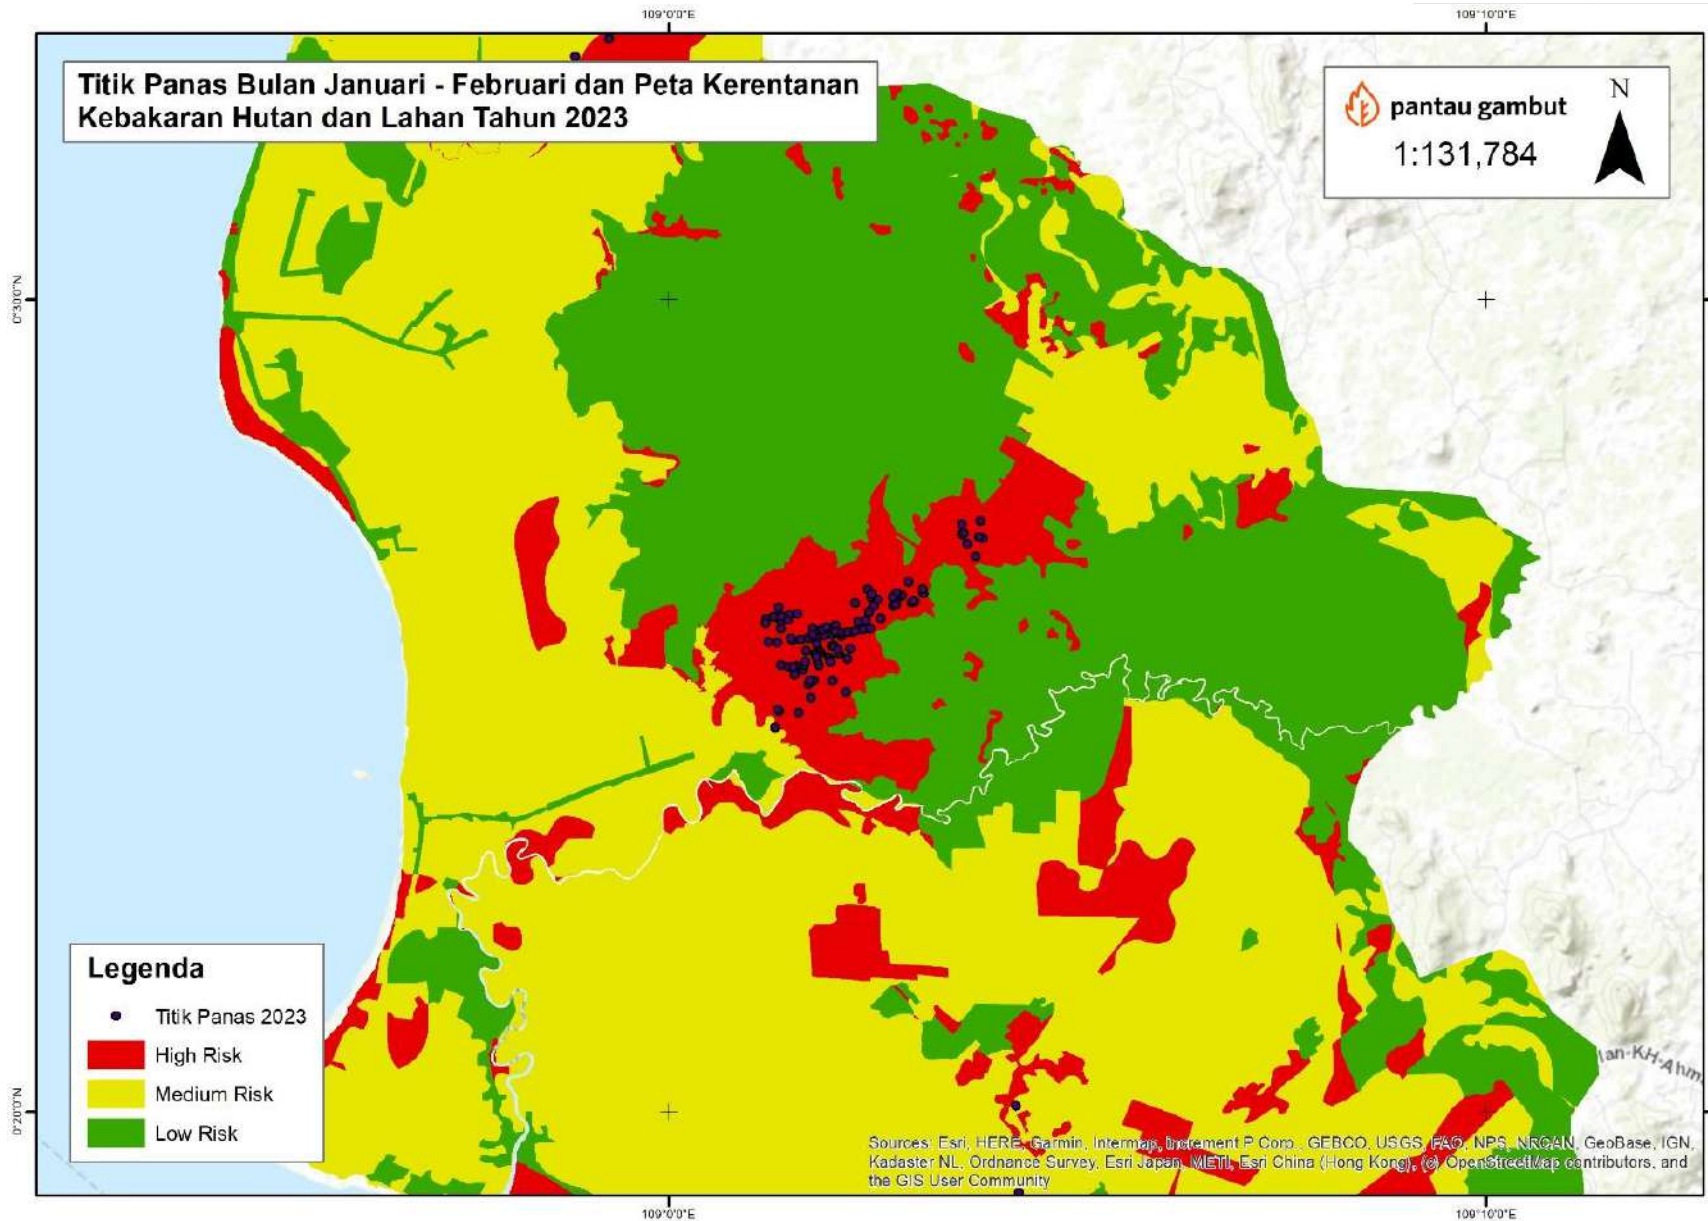 109°0'0"E
109°10'0"E
Titik Panas Bulan Januari - Februari dan Peta Kerentanan
Kebakaran Hutan dan Lahan Tahun 2023
pantau gambut
1:131,784
N
0°30'0"N
0°20'0"N
Legenda
Titik Panas 2023
High Risk
Medium Risk
Low Risk
lan-KH-Ahm
Sources: Esri, HERE, Garmin, Intermap, Increment P Corp., GEBCO, USGS, FAO, NPS, NRCAN, GeoBase, IGN,
Kadaster NL, Ordnance Survey, Esri Japan, METI, Esri China (Hong Kong), (c) OpenStreetMap contributors, and
the GIS User Community
109°0'0"E
109°10'0"E